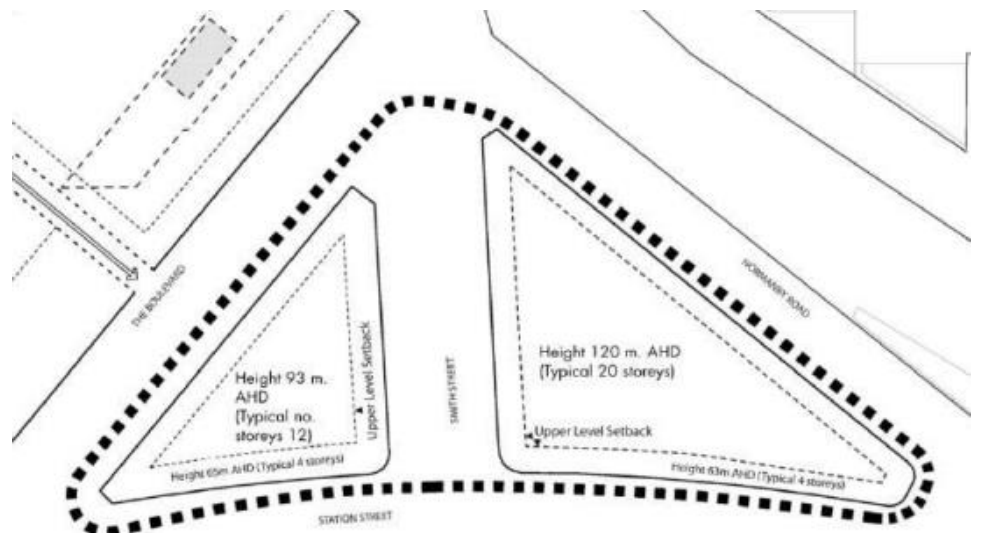 THE BOULEVARD
NORMANBY ROAD
Height 93 m.
AHD
(Typical no.
storeys 12)
Upper Level Setback
SMITH STREET
Height 120 m. AHD
(Typical 20 storeys)
Upper Level Setback
Height 65m AHD (Typical 4 storeys)
Height 63m AHD (Typical 4 storeys)
STATION STREET